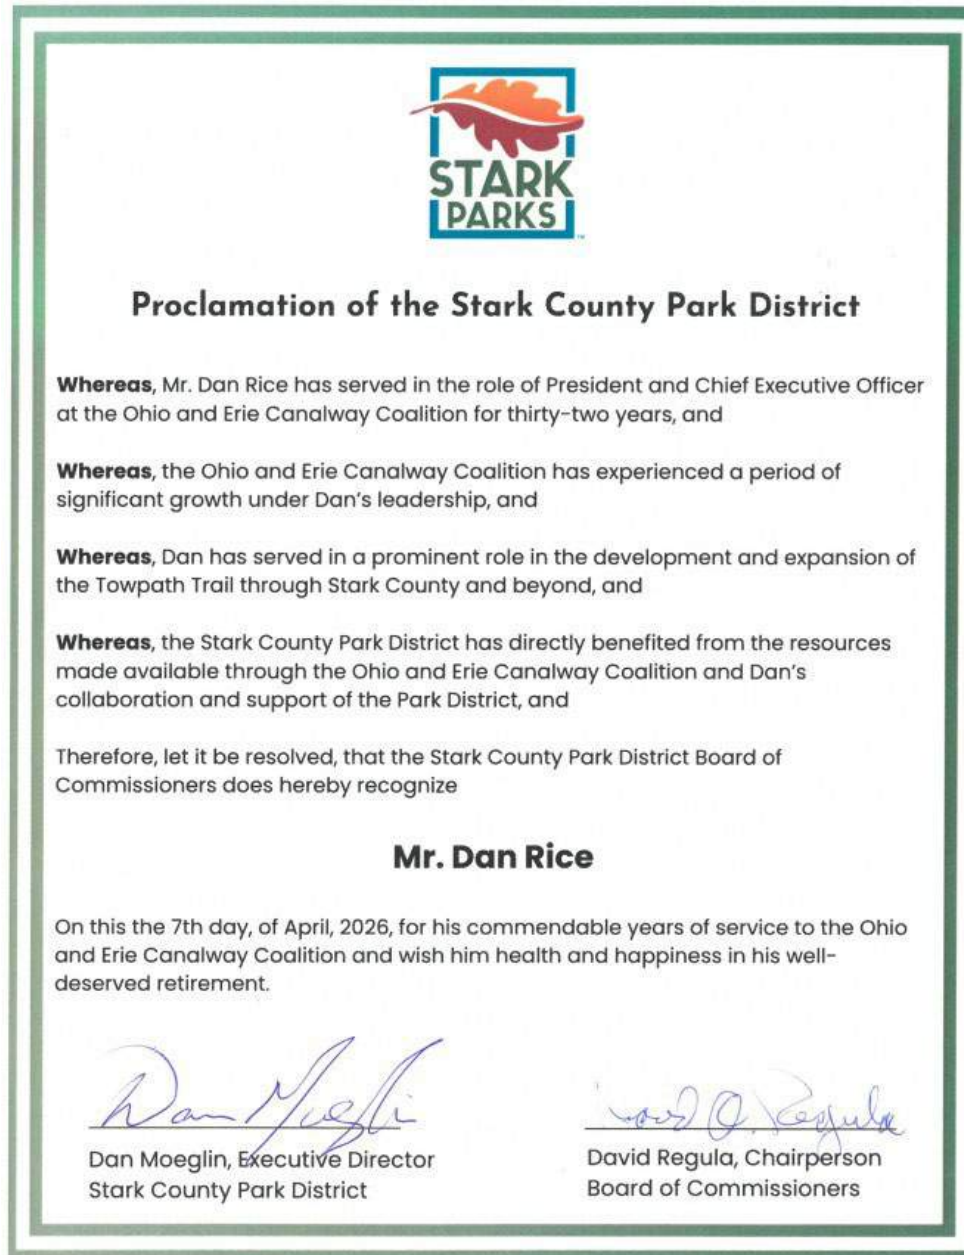 STARK
PARKS
Proclamation of the Stark County Park District
Whereas, Mr. Dan Rice has served in the role of President and Chief Executive Officer
at the Ohio and Erie Canalway Coalition for thirty-two years, and
Whereas, the Ohio and Erie Canalway Coalition has experienced a period of
significant growth under Dan's leadership, and
Whereas, Dan has served in a prominent role in the development and expansion of
the Towpath Trail through Stark County and beyond, and
Whereas, the Stark County Park District has directly benefited from the resources
made available through the Ohio and Erie Canalway Coalition and Dan's
collaboration and support of the Park District, and
Therefore, let it be resolved, that the Stark County Park District Board of
Commissioners does hereby recognize
Mr. Dan Rice
On this the 7th day, of April, 2026, for his commendable years of service to the Ohio
and Erie Canalway Coalition and wish him health and happiness in his well-
deserved retirement.
Dan Moeglin
David O. Regula
Dan Moeglin, Executive Director
David Regula, Chairperson
Stark County Park District
Board of Commissioners